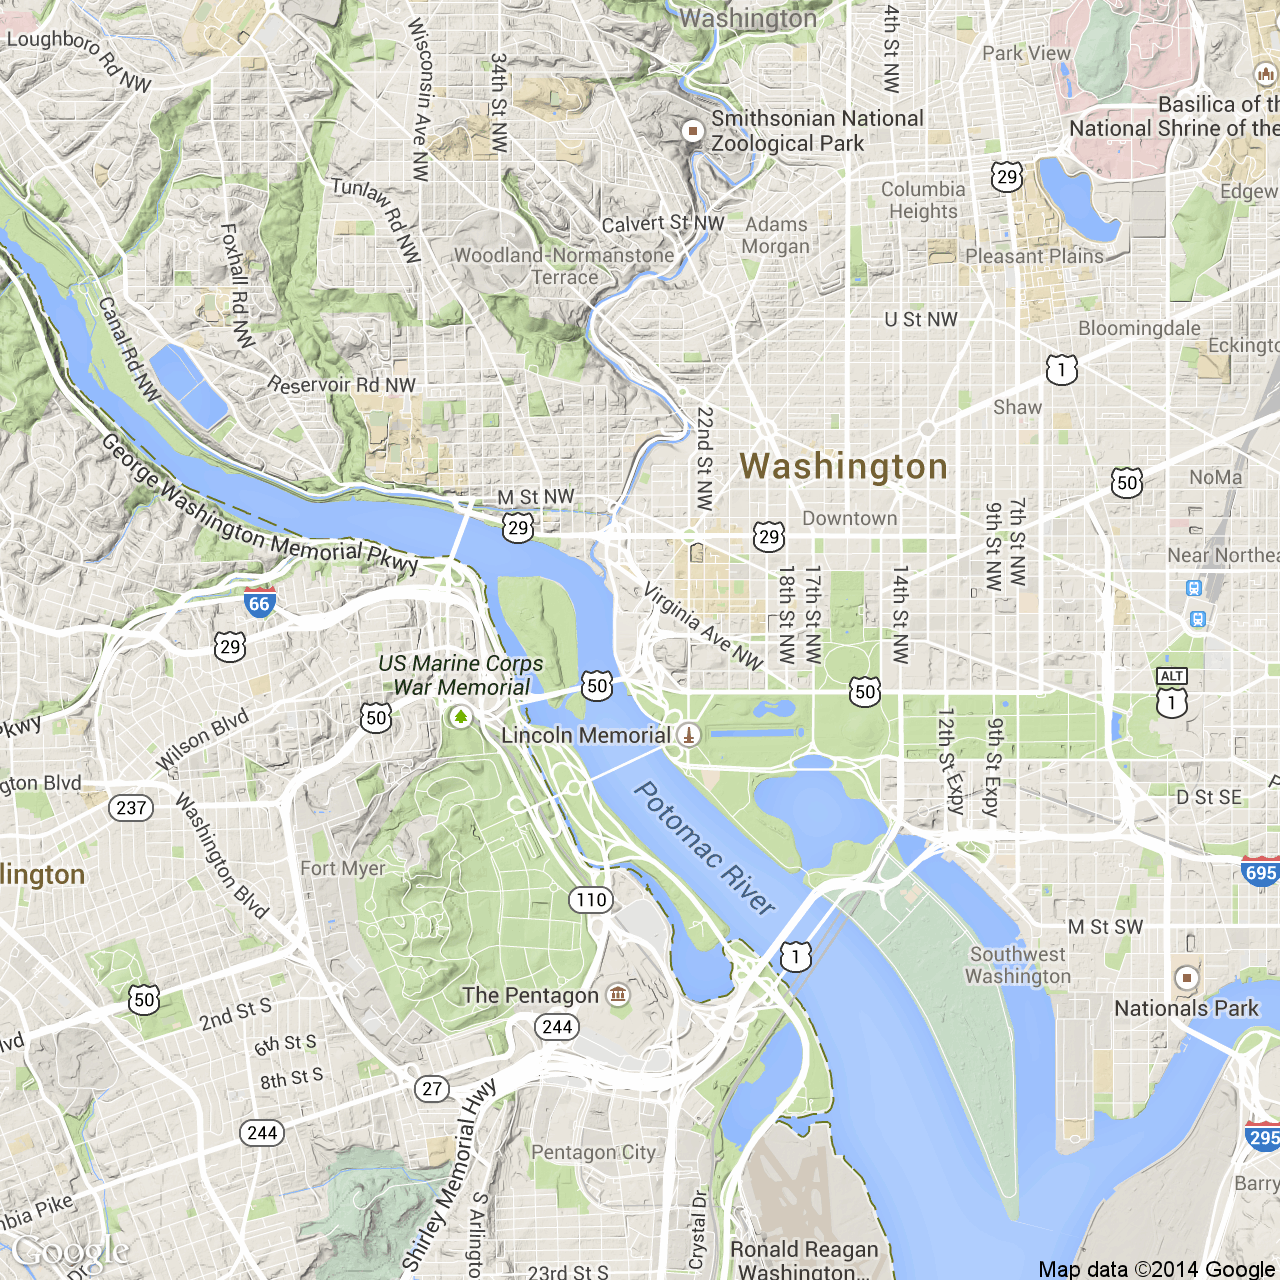 Washington
Loughboro Rd NW
Wisconsin Ave NW
34th St NW
4th St NW
Park View
Smithsonian National
Zoological Park
Basilica of th
National Shrine of the
29
Tunlaw Rd NW
Columbia
Heights
Edgew
Calvert St NW
Adams
Morgan
Foxhall Rd NW
Woodland-Normanstone
Terrace
Pleasant Plains
Canal Rd NW
U St NW
Bloomingdale
Eckington
Reservoir Rd NW
1
Shaw
22nd St NW
Washington
George Washington Memorial Pkwy
M St NW
50
NoMa
Downtown
29
29
9th St NW
7th St NW
Near Northea
66
Virginia Ave NW
18th St NW
17th St NW
14th St NW
29
US Marine Corps
War Memorial
50
50
ALT
1
Pkwy
Wilson Blvd
50
Lincoln Memorial
12th St Expy
9th St Expy
gton Blvd
237
Washington Blvd
Potomac River
D St SE
lington
Fort Myer
695
110
M St SW
1
Southwest
Washington
50
The Pentagon
Nationals Park
2nd St S
244
lvd
6th St S
8th St S
27
244
Shirley Memorial Hwy
295
Pentagon City
Barry
mbia Pike
S Arlingto
Crystal Dr
Google
Dr
23rd St S
Ronald Reagan
Washington...
Map data ©2014 Google